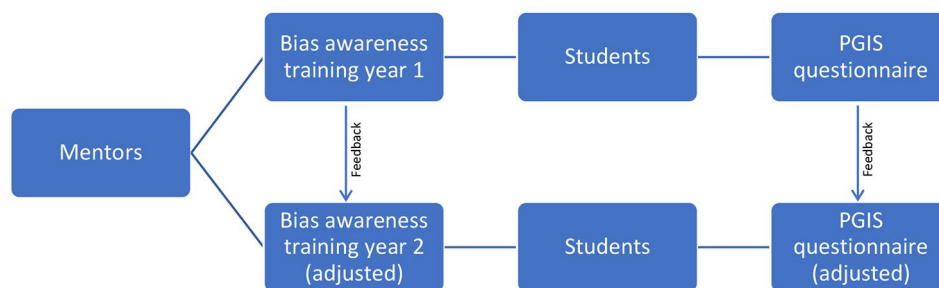 Bias awareness
training year 1
Students
PGIS
questionnaire
Mentors
Feedback
Feedback
Bias awareness
training year 2
(adjusted)
Students
PGIS
questionnaire
(adjusted)